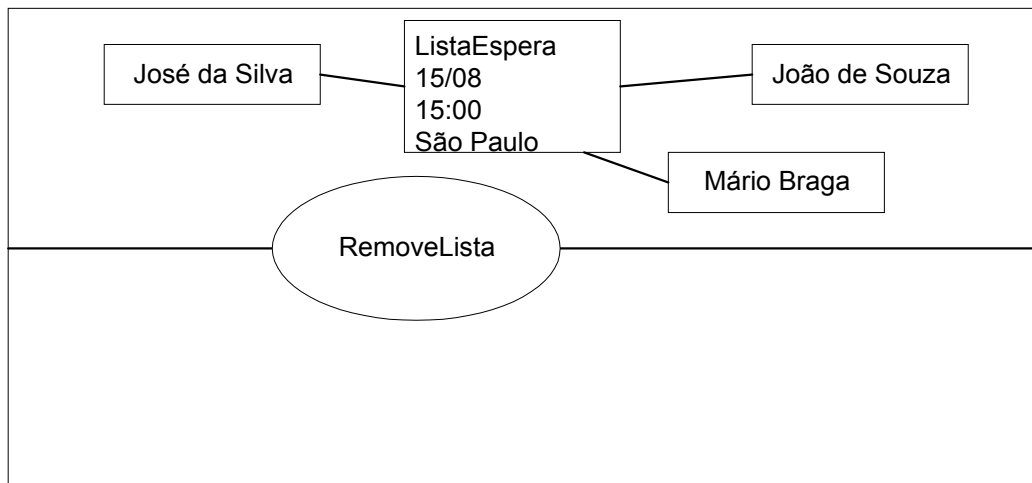 José da Silva
ListaEspera
15/08
15:00
São Paulo
João de Souza
Mário Braga
RemoveLista